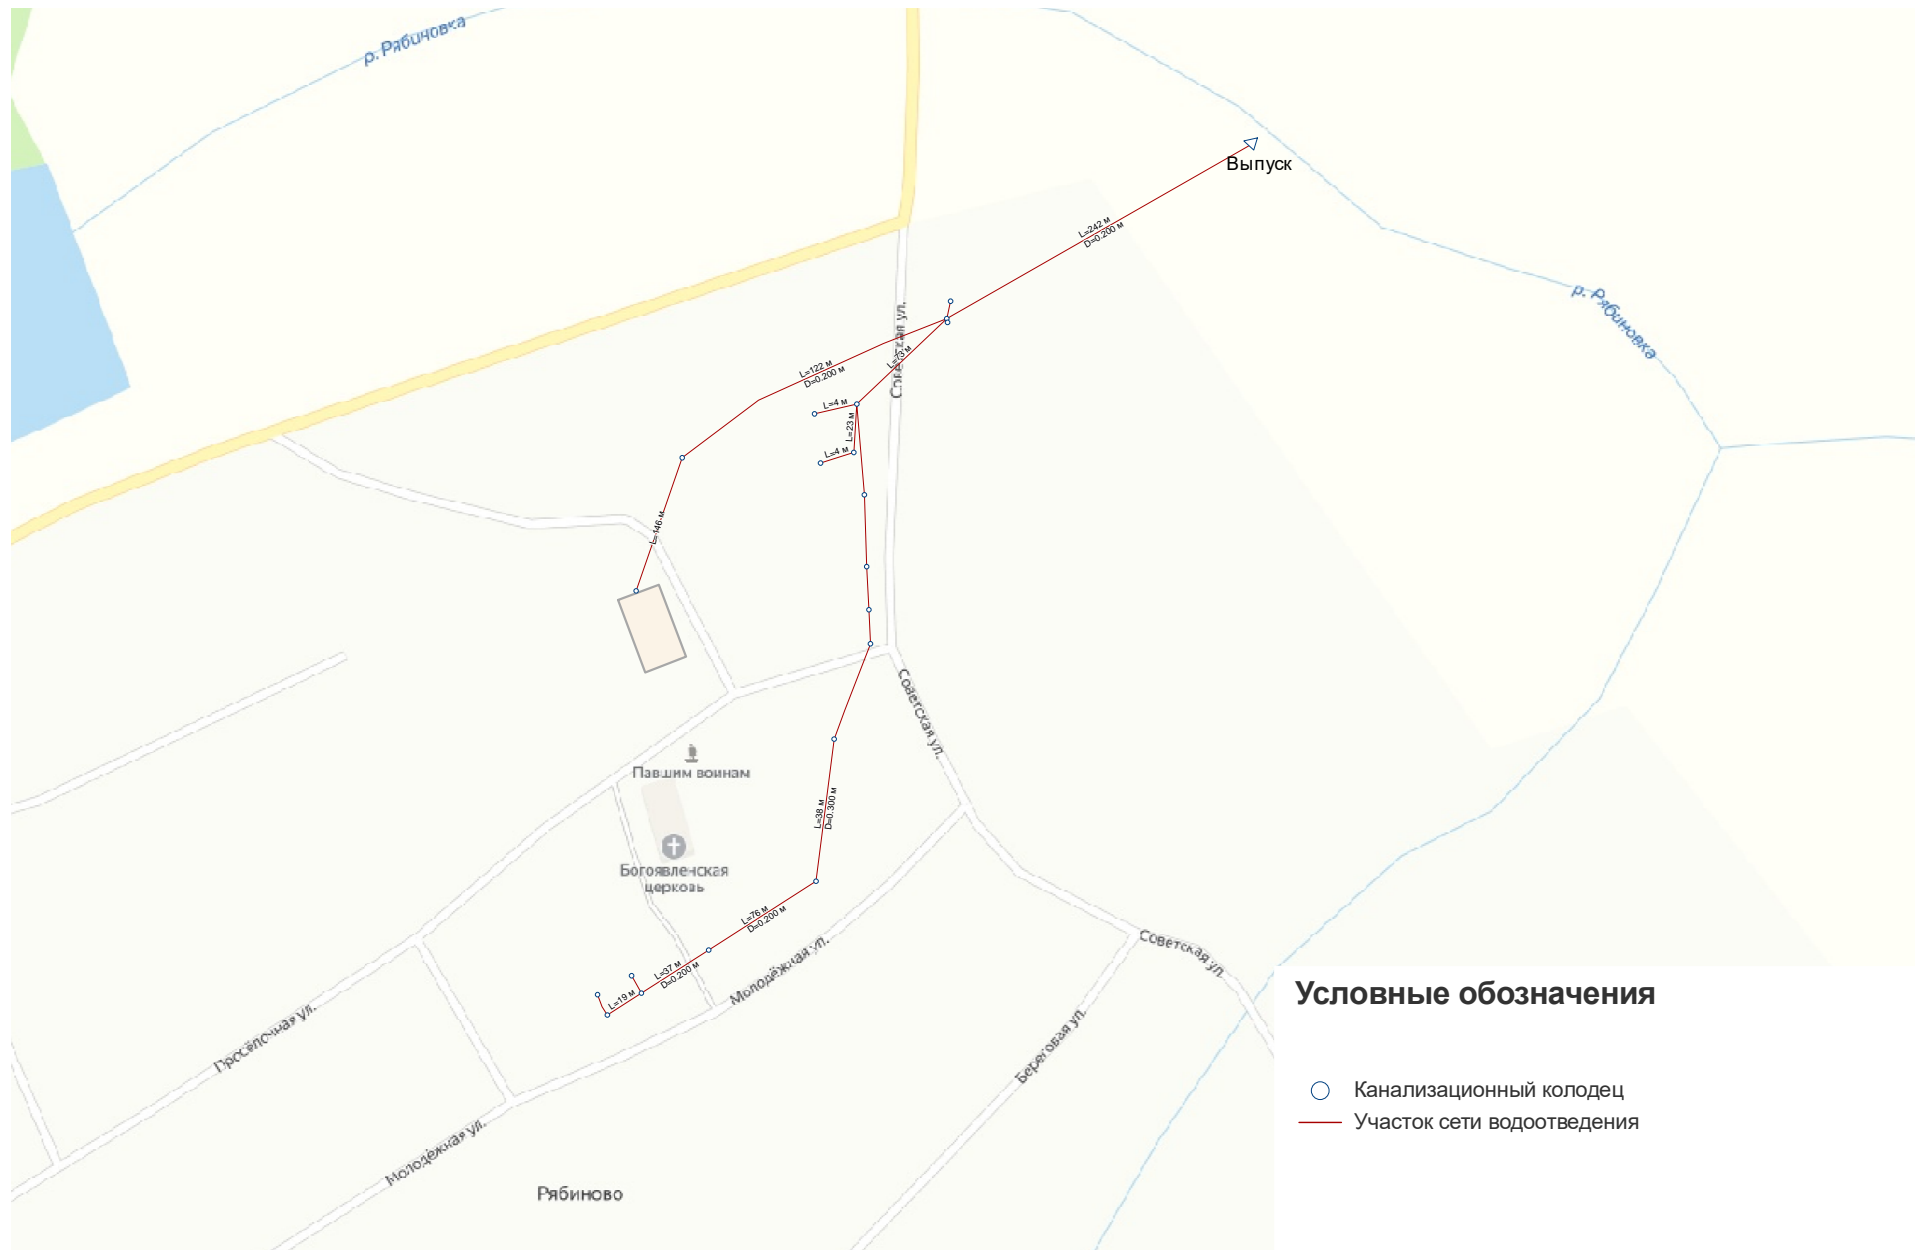 р. Рябиновка
Выпуск
L=242 м
D=0.200 м
р. Рябиновка
Советская ул.
L=73 м
L=122 м
D=0.200 м
L=4 м
L=23 м
L=4 м
L=146 м
Советская ул.
Павшим воинам
L=38 м
D=0.300 м
Богоявленская
церковь
L=76 м
D=0.200 м
Молодёжная ул.
Советская ул.
L=37 м
D=0.200 м
L=19 м
Условные обозначения
Просёлочная ул.
Береговая ул.
Канализационный колодец
Участок сети водоотведения
Молодёжная ул.
Рябиново